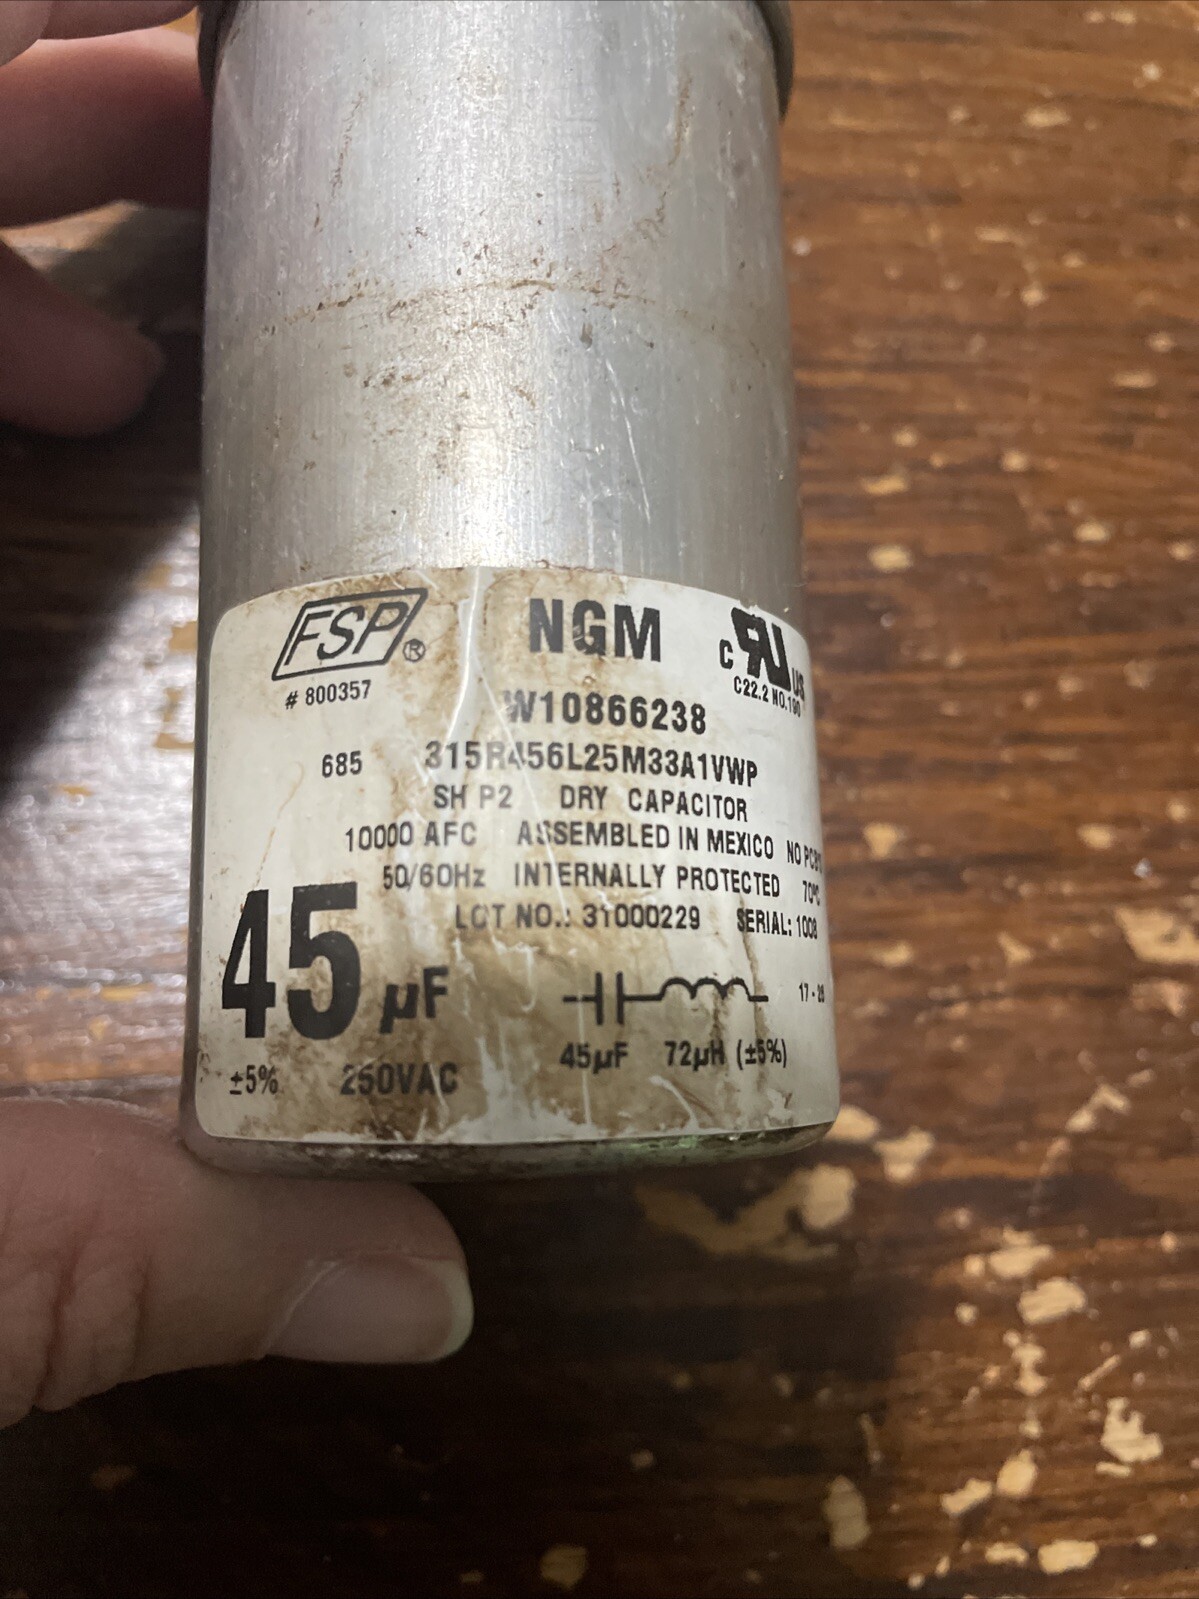 FSP® NGM c RU US
# 800357 C22.2 NO.190
W10866238
685 315R456L25M33A1VWP
SH P2 DRY CAPACITOR
10000 AFC ASSEMBLED IN MEXICO NO PCB'S
50/60Hz INTERNALLY PROTECTED 70°C
LOT NO.: 31000229 SERIAL: 1008
45 µF
17 -
45µF 72µH (±5%)
±5% 250VAC